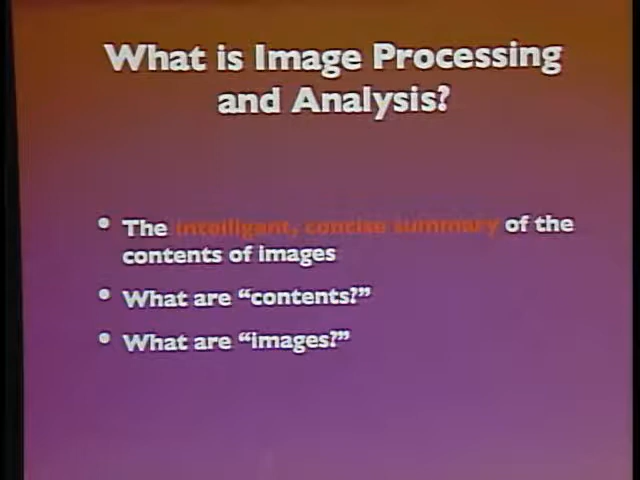 What is Image Processing
and Analysis?
• The intelligent, concise summary of the
contents of images
• What are “contents?”
• What are “images?”